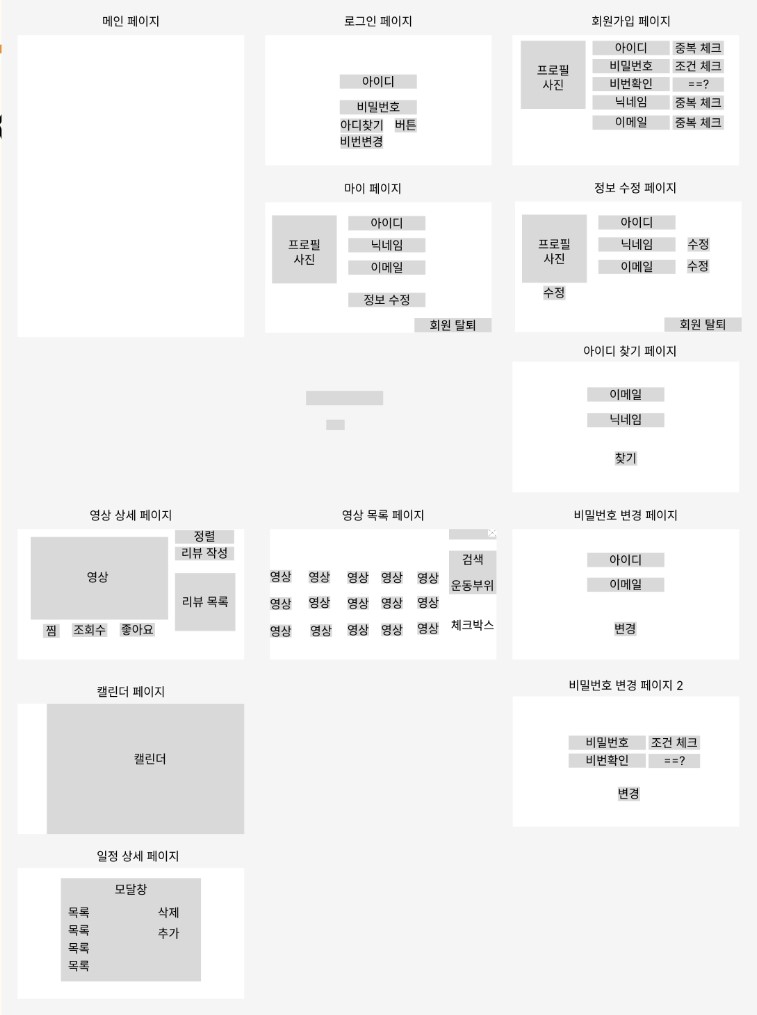 메인 페이지
로그인 페이지
아이디
비밀번호
아디찾기 버튼
비번변경
회원가입 페이지
프로필
사진
아이디 중복 체크
비밀번호 조건 체크
비번확인 ==?
닉네임 중복 체크
이메일 중복 체크
마이 페이지
프로필
사진
아이디
닉네임
이메일
정보 수정
회원 탈퇴
정보 수정 페이지
프로필
사진
수정
아이디
닉네임 수정
이메일 수정
회원 탈퇴
아이디 찾기 페이지
이메일
닉네임
찾기
영상 상세 페이지
영상
찜 조회수 좋아요
정렬
리뷰 작성
리뷰 목록
영상 목록 페이지
영상 영상 영상 영상 영상
영상 영상 영상 영상 영상
영상 영상 영상 영상 영상
검색
운동부위
체크박스
비밀번호 변경 페이지
아이디
이메일
변경
캘린더 페이지
캘린더
비밀번호 변경 페이지 2
비밀번호 조건 체크
비번확인 ==?
변경
일정 상세 페이지
모달창
목록 삭제
목록 추가
목록
목록